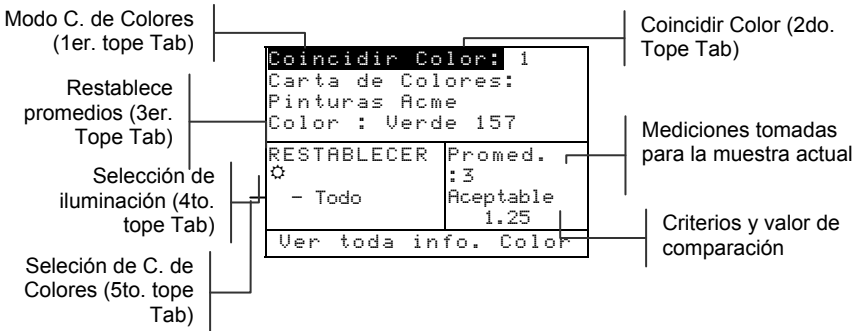 Modo C. de Colores
(1er. tope Tab)
Restablece
promedios (3er.
Tope Tab)
Selección de
iluminación (4to.
tope Tab)
Seleción de C. de
Colores (5to. tope
Tab)
Coincidir Color: 1
Carta de Colores:
Pinturas Acme
Color : Verde 157
RESTABLECER
- Todo
Promed.
:3
Aceptable
1.25
Ver toda info. Color
Coincidir Color (2do.
Tope Tab)
Mediciones tomadas
para la muestra actual
Criterios y valor de
comparación